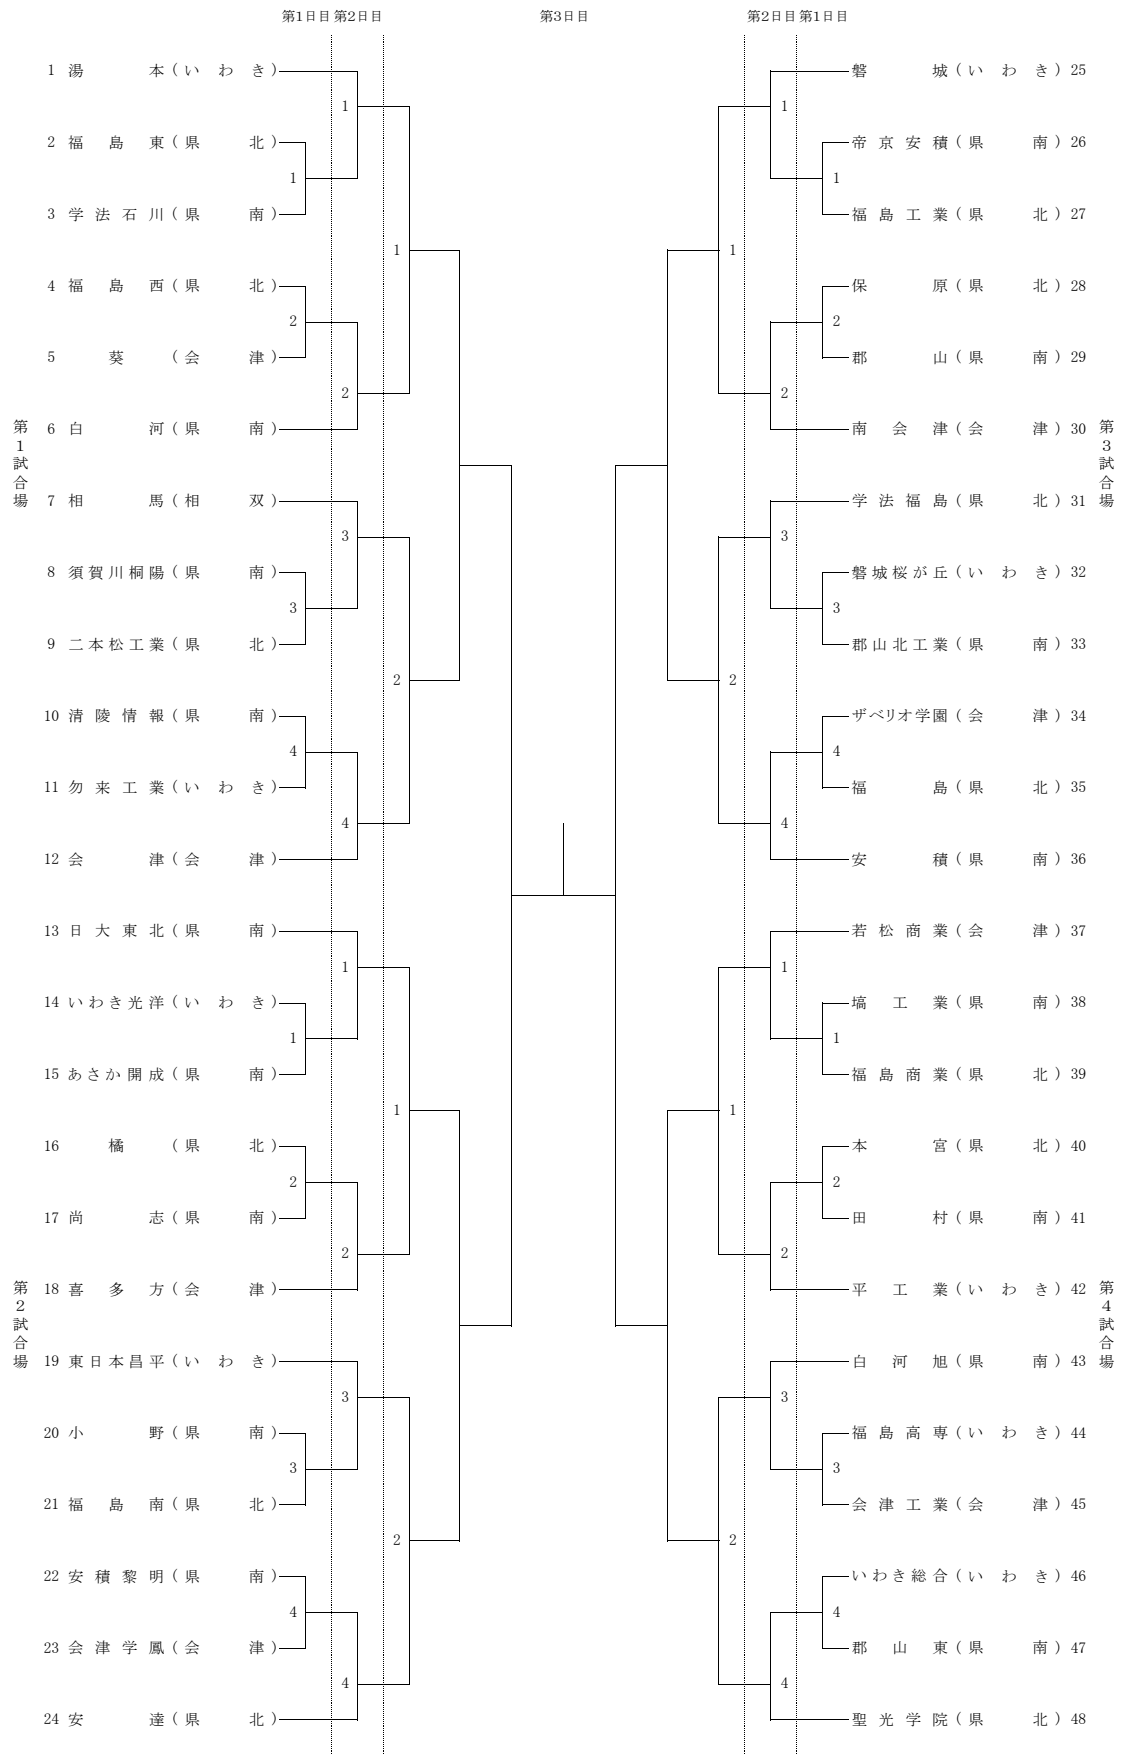 第1日目 第2日目 第3日目 第2日目 第1日目
1 湯本(いわき) 磐城(いわき) 25
1 1
2 福島東(県北) 帝京安積(県南) 26
1 1
3 学法石川(県南) 福島工業(県北) 27
1 1
4 福島西(県北) 保原(県北) 28
2 2
5 葵(会津) 郡山(県南) 29
2 2
6 白河(県南) 南会津(会津) 30
第1試合場 第3試合場
7 相馬(相双) 学法福島(県北) 31
3 3
8 須賀川桐陽(県南) 磐城桜が丘(いわき) 32
3 3
9 二本松工業(県北) 郡山北工業(県南) 33
2 2
10 清陵情報(県南) ザベリオ学園(会津) 34
4 4
11 勿来工業(いわき) 福島(県北) 35
4 4
12 会津(会津) 安積(県南) 36
13 日大東北(県南) 若松商業(会津) 37
1 1
14 いわき光洋(いわき) 塙工業(県南) 38
1 1
15 あさか開成(県南) 福島商業(県北) 39
1 1
16 橘(県北) 本宮(県北) 40
2 2
17 尚志(県南) 田村(県南) 41
2 2
18 喜多方(会津) 平工業(いわき) 42
第2試合場 第4試合場
19 東日本昌平(いわき) 白河旭(県南) 43
3 3
20 小野(県南) 福島高専(いわき) 44
3 3
21 福島南(県北) 会津工業(会津) 45
2 2
22 安積黎明(県南) いわき総合(いわき) 46
4 4
23 会津学鳳(会津) 郡山東(県南) 47
4 4
24 安達(県北) 聖光学院(県北) 48